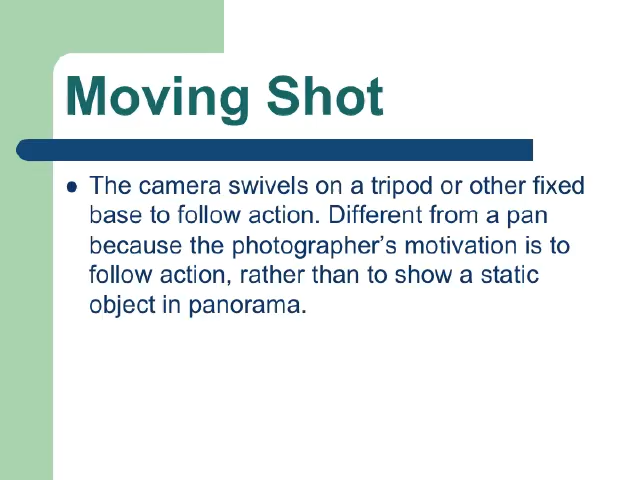 Moving Shot
● The camera swivels on a tripod or other fixed
base to follow action. Different from a pan
because the photographer’s motivation is to
follow action, rather than to show a static
object in panorama.